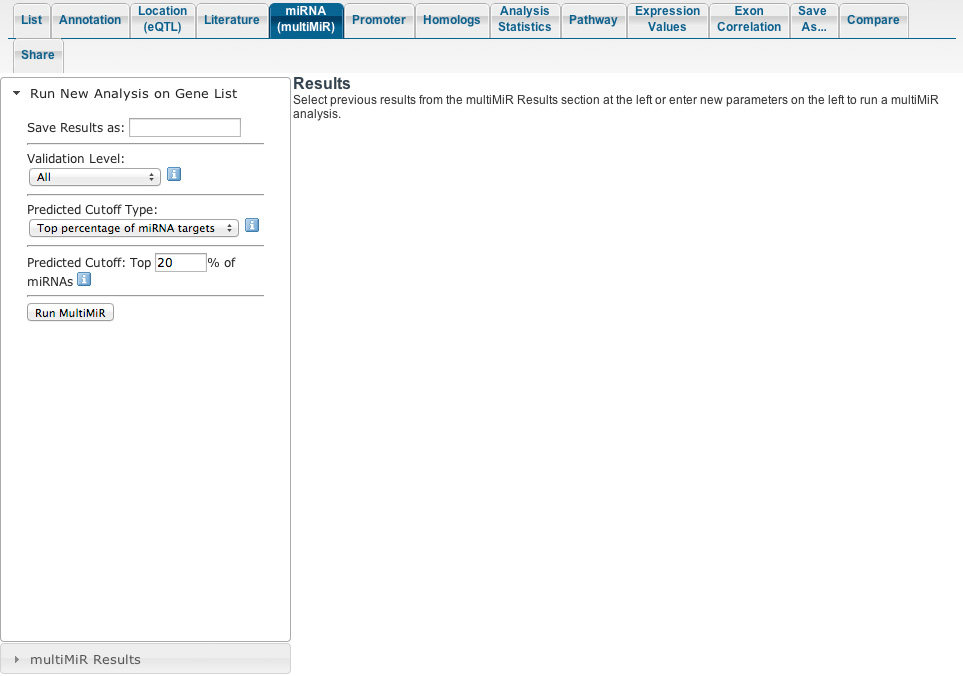 List
Annotation
Location
(eQTL)
Literature
miRNA
(multiMiR)
Promoter
Homologs
Analysis
Statistics
Pathway
Expression
Values
Exon
Correlation
Save
As...
Compare
Share
Run New Analysis on Gene List
Save Results as:
Validation Level:
All
i
Predicted Cutoff Type:
Top percentage of miRNA targets
i
Predicted Cutoff: Top 20 % of
miRNAs i
Run MultiMiR
multiMiR Results
Results
Select previous results from the multiMiR Results section at the left or enter new parameters on the left to run a multiMiR
analysis.